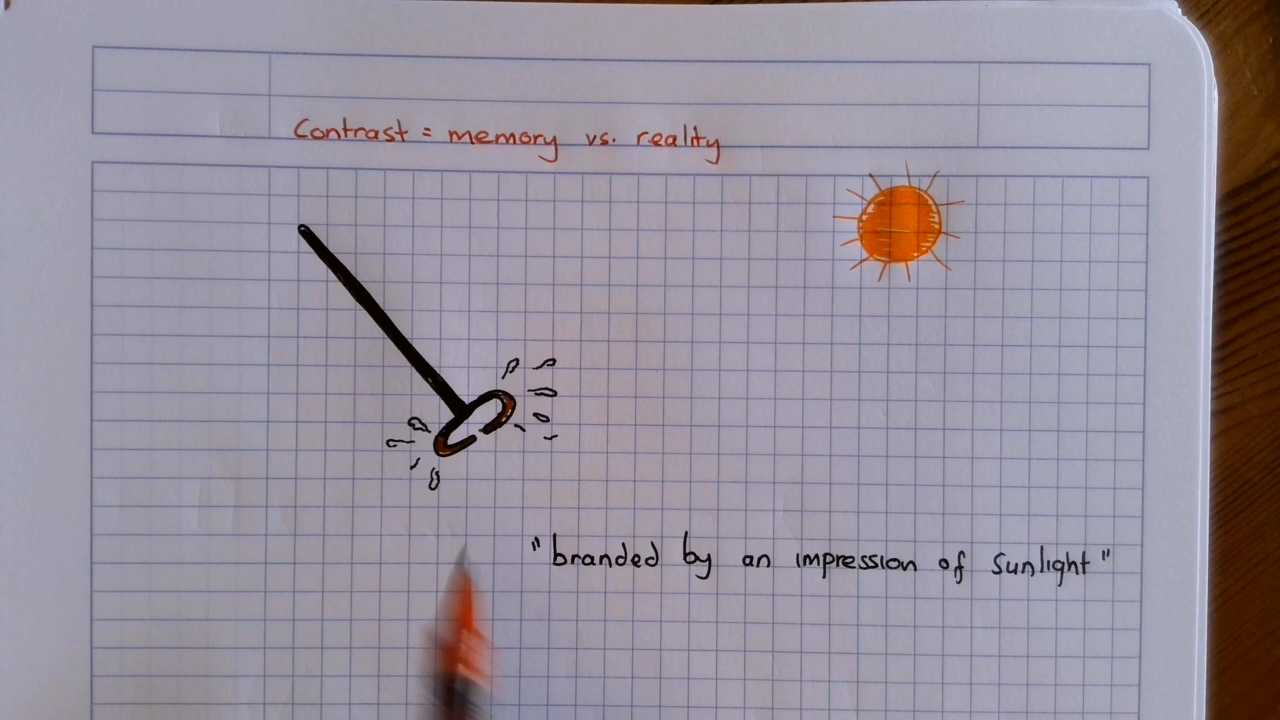 Contrast = memory vs. reality
"branded by an impression of Sunlight"